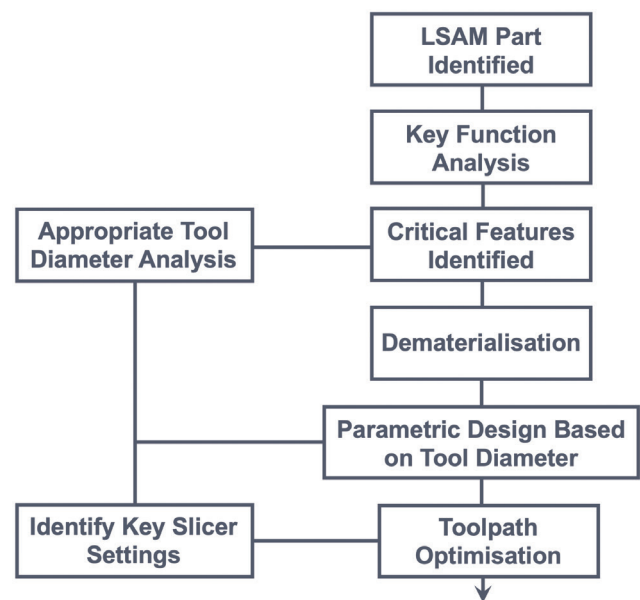 LSAM Part
Identified
Key Function
Analysis
Appropriate Tool
Diameter Analysis
Critical Features
Identified
Dematerialisation
Parametric Design Based
on Tool Diameter
Identify Key Slicer
Settings
Toolpath
Optimisation